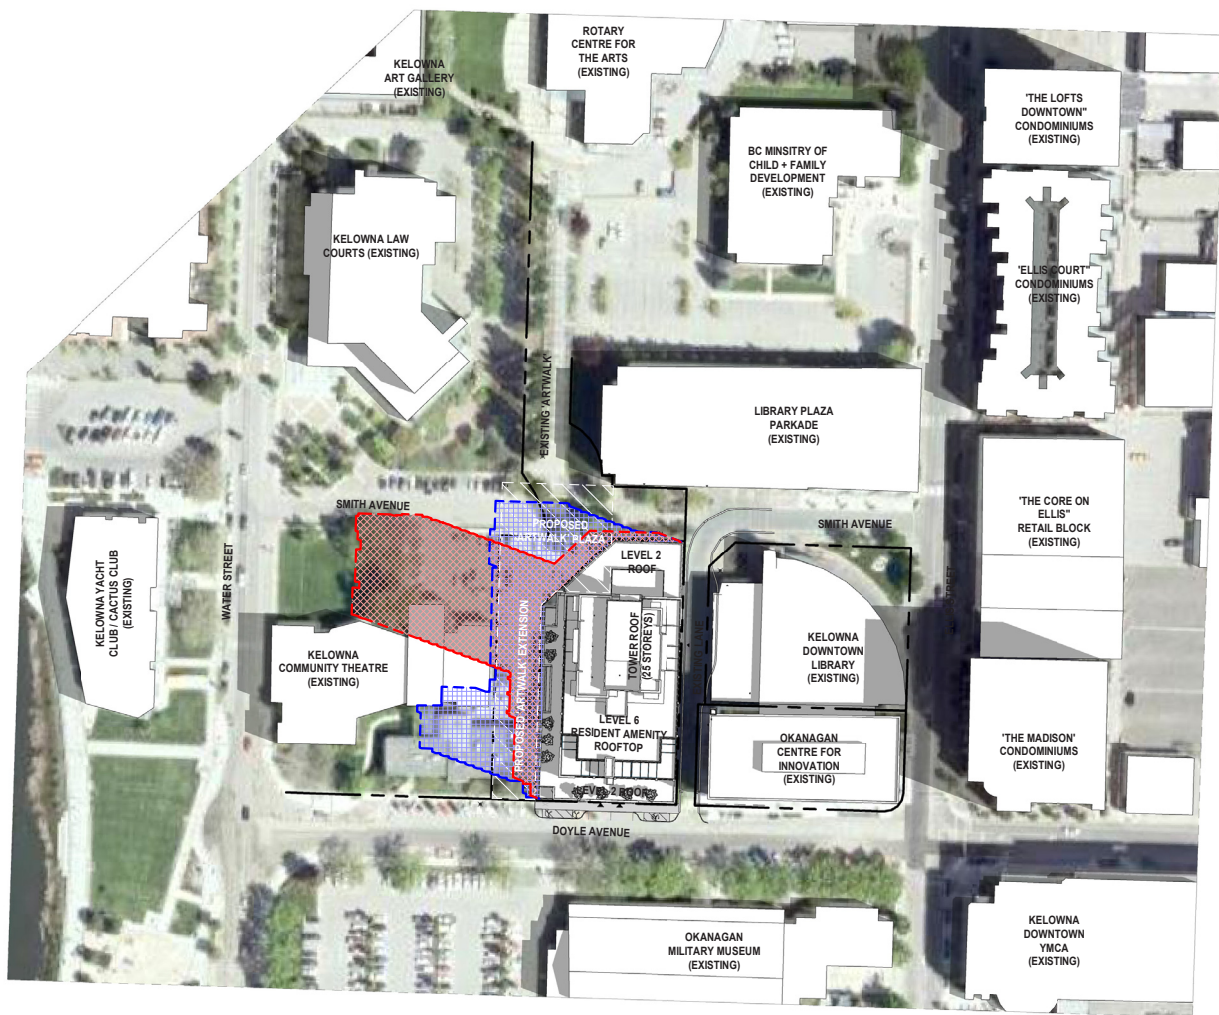 ROTARY
CENTRE FOR
THE ARTS
(EXISTING)
KELOWNA
ART GALLERY
(EXISTING)
'THE LOFTS
DOWNTOWN"
CONDOMINIUMS
(EXISTING)
BC MINSITRY OF
CHILD + FAMILY
DEVELOPMENT
(EXISTING)
KELOWNA LAW
COURTS (EXISTING)
'ELLIS COURT"
CONDOMINIUMS
(EXISTING)
EXISTING 'ARTWALK'
LIBRARY PLAZA
PARKADE
(EXISTING)
SMITH AVENUE
PROPOSED
'ARTWALK' PLAZA
SMITH AVENUE
'THE CORE ON
ELLIS"
RETAIL BLOCK
(EXISTING)
LEVEL 2
ROOF
KELOWNA YACHT
CLUB / CACTUS CLUB
(EXISTING)
WATER STREET
STREET
KELOWNA
COMMUNITY THEATRE
(EXISTING)
PROPOSED 'ARTWALK' EXTENSION
TOWER ROOF
(25 STOREYS)
LANE
KELOWNA
DOWNTOWN
LIBRARY
(EXISTING)
LEVEL 6
RESIDENT AMENITY
ROOFTOP
OKANAGAN
CENTRE FOR
INNOVATION
(EXISTING)
'THE MADISON'
CONDOMINIUMS
(EXISTING)
LEVEL 2 ROOF
DOYLE AVENUE
OKANAGAN
MILITARY MUSEUM
(EXISTING)
KELOWNA
DOWNTOWN
YMCA
(EXISTING)